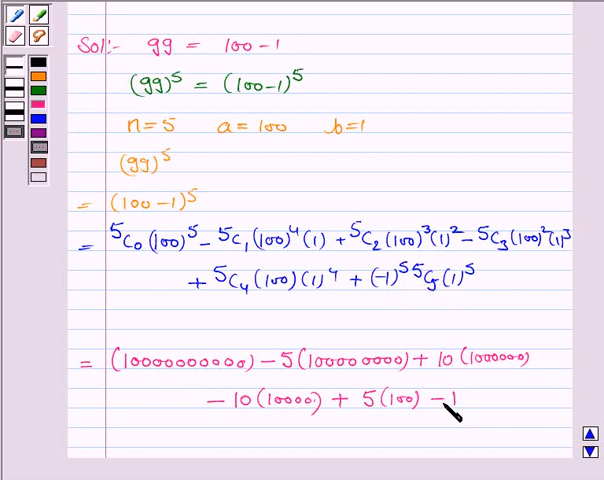 Sol:- 99 = 100-1
(99)⁵ = (100-1)⁵
n=5 a=100 b=1
(99)⁵
= (100-1)⁵
= ⁵C₀(100)⁵ - ⁵C₁(100)⁴(1) + ⁵C₂(100)³(1)² - ⁵C₃(100)²(1)³
+ ⁵C₄(100)(1)⁴ + (-1)⁵ ⁵C₅(1)⁵
= (10000000000) - 5(100000000) + 10(1000000)
- 10(10000) + 5(100) - 1